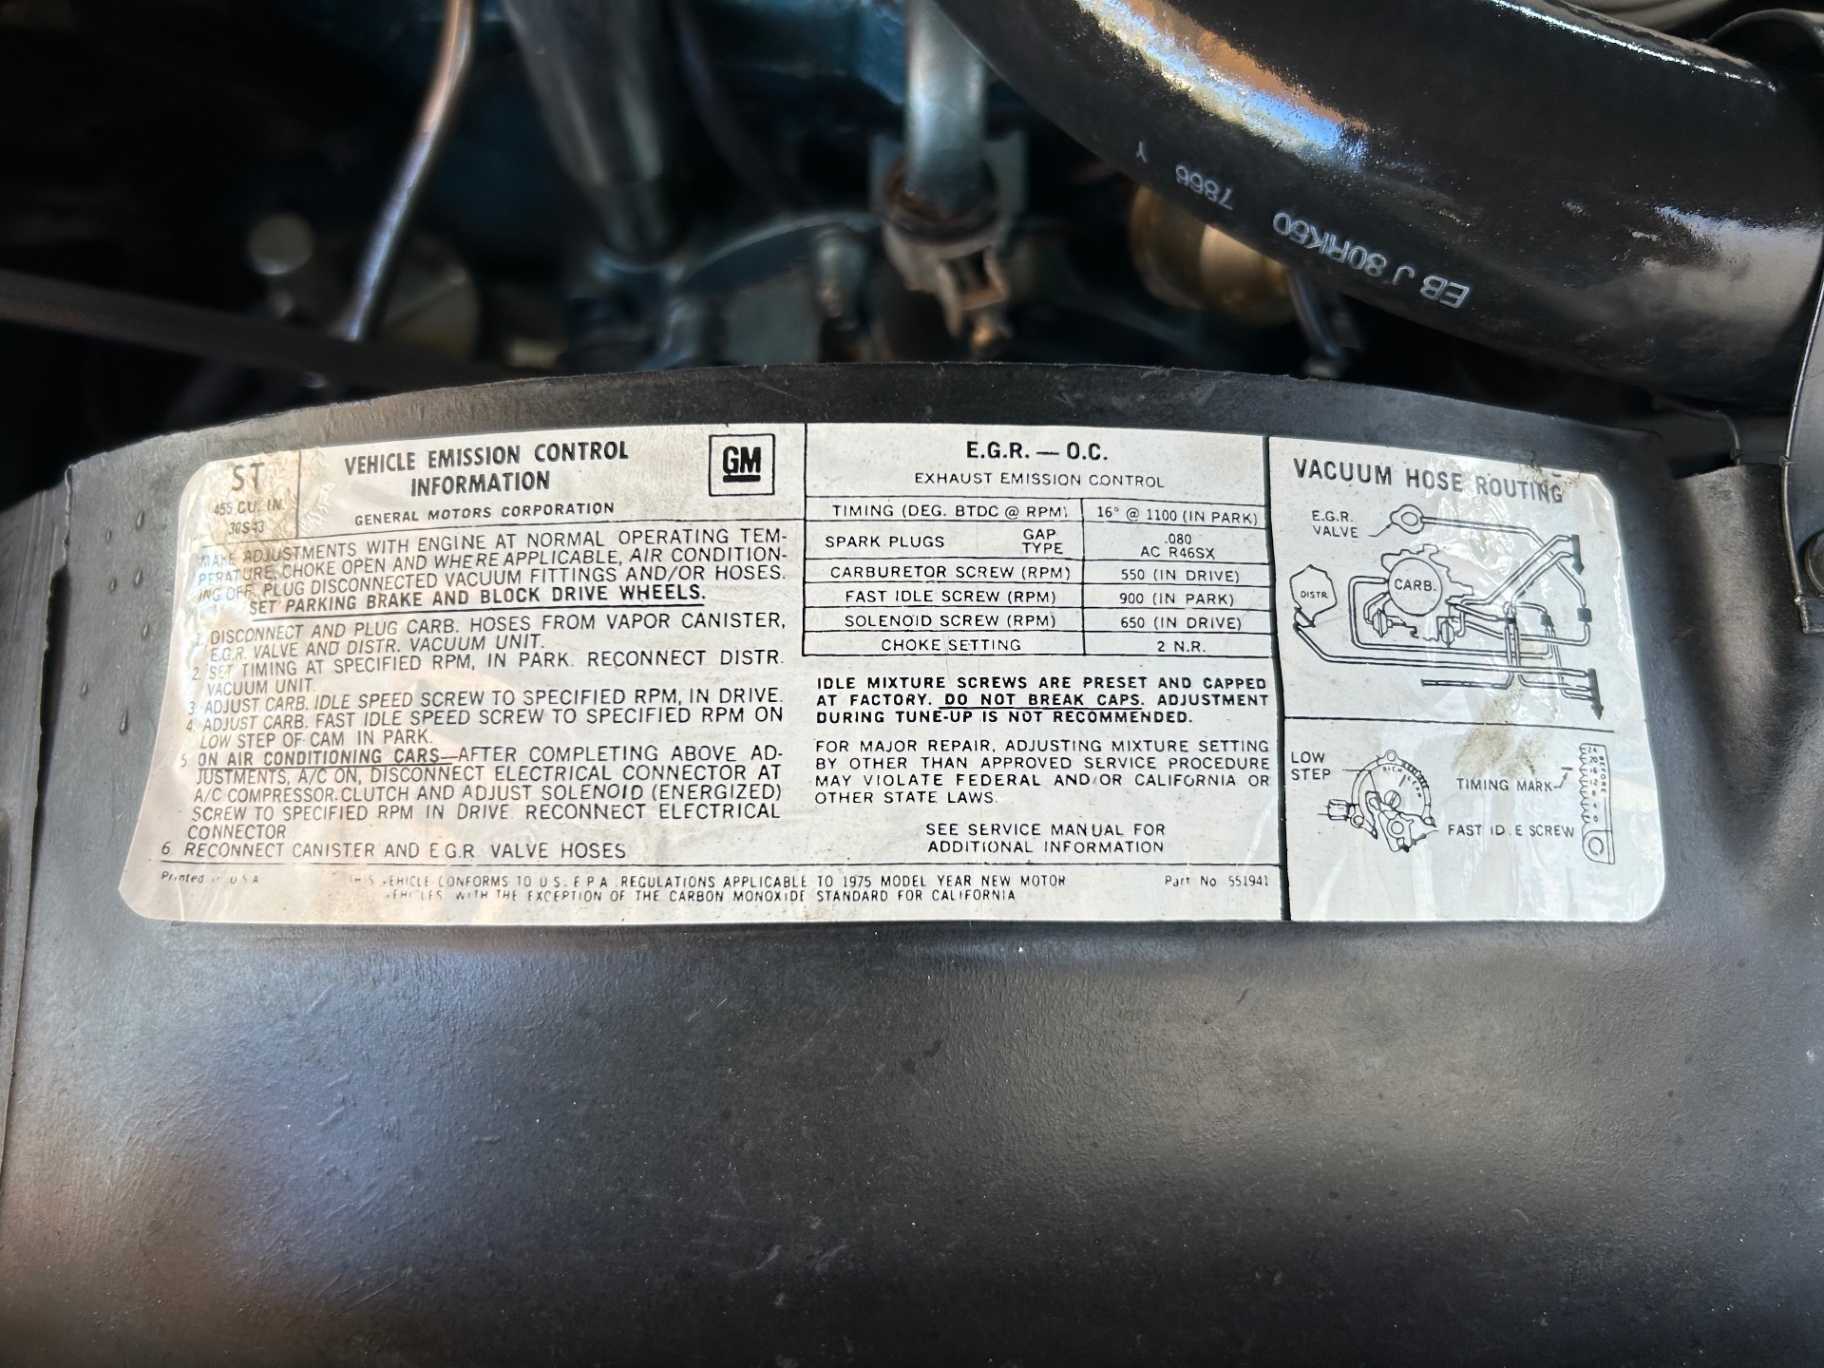 EB J 80RK50 7866 Y
ST
455 CU. IN.
VEHICLE EMISSION CONTROL
INFORMATION
GENERAL MOTORS CORPORATION
GM
MAKE ADJUSTMENTS WITH ENGINE AT NORMAL OPERATING TEM-
PERATURE, CHOKE OPEN AND WHERE APPLICABLE, AIR CONDITION-
ING OFF. PLUG DISCONNECTED VACUUM FITTINGS AND/OR HOSES.
SET PARKING BRAKE AND BLOCK DRIVE WHEELS.
1. DISCONNECT AND PLUG CARB. HOSES FROM VAPOR CANISTER,
E.G.R. VALVE AND DISTR. VACUUM UNIT.
2. SET TIMING AT SPECIFIED RPM, IN PARK. RECONNECT DISTR.
VACUUM UNIT.
3. ADJUST CARB. IDLE SPEED SCREW TO SPECIFIED RPM, IN DRIVE.
4. ADJUST CARB. FAST IDLE SPEED SCREW TO SPECIFIED RPM ON
LOW STEP OF CAM IN PARK.
5. ON AIR CONDITIONING CARS—AFTER COMPLETING ABOVE AD-
JUSTMENTS, A/C ON, DISCONNECT ELECTRICAL CONNECTOR AT
A/C COMPRESSOR CLUTCH AND ADJUST SOLENOID (ENERGIZED)
SCREW TO SPECIFIED RPM IN DRIVE. RECONNECT ELECTRICAL
CONNECTOR
6. RECONNECT CANISTER AND E.G.R. VALVE HOSES
Printed in U S A
THIS VEHICLE CONFORMS TO U.S. E P A REGULATIONS APPLICABLE TO 1975 MODEL YEAR NEW MOTOR
VEHICLES WITH THE EXCEPTION OF THE CARBON MONOXIDE STANDARD FOR CALIFORNIA
Part No 551941
E.G.R. — O.C.
EXHAUST EMISSION CONTROL
TIMING (DEG. BTDC @ RPM) 16° @ 1100 (IN PARK)
SPARK PLUGS GAP .080
TYPE AC R46SX
CARBURETOR SCREW (RPM) 550 (IN DRIVE)
FAST IDLE SCREW (RPM) 900 (IN PARK)
SOLENOID SCREW (RPM) 650 (IN DRIVE)
CHOKE SETTING 2 N.R.
IDLE MIXTURE SCREWS ARE PRESET AND CAPPED
AT FACTORY. DO NOT BREAK CAPS. ADJUSTMENT
DURING TUNE-UP IS NOT RECOMMENDED.
FOR MAJOR REPAIR, ADJUSTING MIXTURE SETTING
BY OTHER THAN APPROVED SERVICE PROCEDURE
MAY VIOLATE FEDERAL AND/OR CALIFORNIA OR
OTHER STATE LAWS.
SEE SERVICE MANUAL FOR
ADDITIONAL INFORMATION
VACUUM HOSE ROUTING
E.G.R.
VALVE
CARB.
DISTR.
LOW
STEP
TIMING MARK
BEFORE
FAST IDLE SCREW